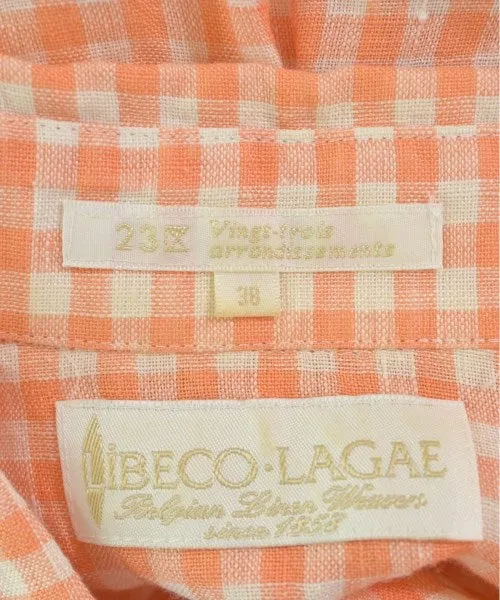 23区 Vingt-trois
arrondissements
38
LIBECO·LAGAE
Belgian Linen Weavers
since 1858